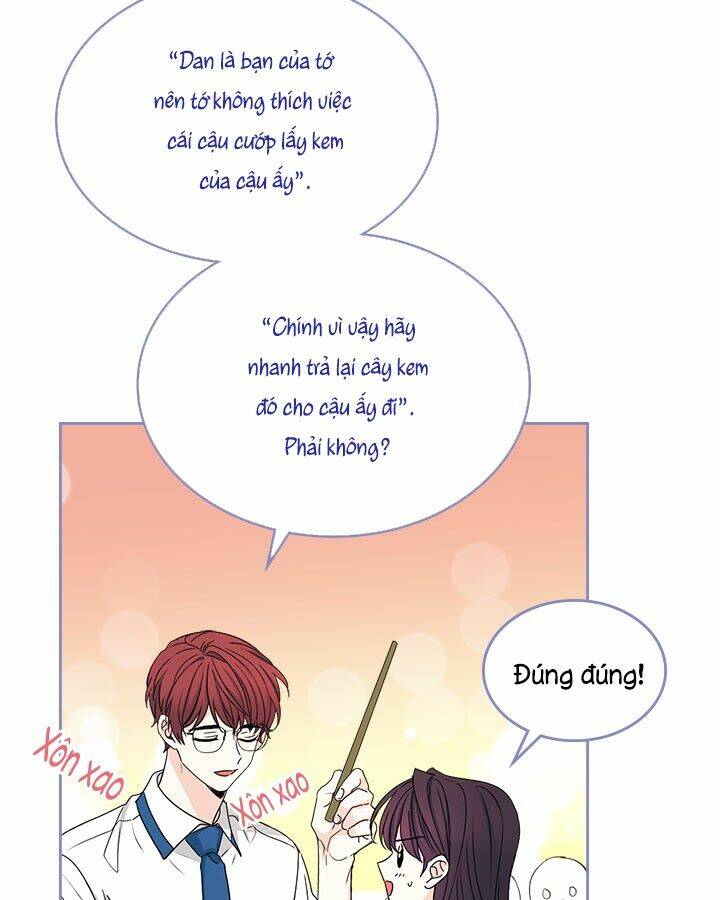 “Dan là bạn của tớ
nên tớ không thích việc
cái cậu cướp lấy kem
của cậu ấy”.
“Chính vì vậy hãy
nhanh trả lại cây kem
đó cho cậu ấy đi”.
Phải không?
Đúng đúng!
Xôn xao
Xôn xao